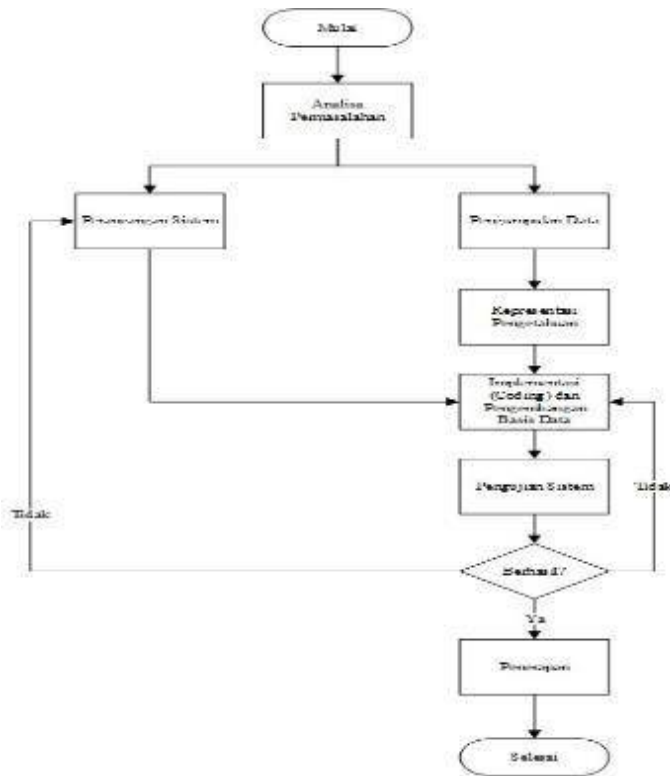 Mulai
Analisa
Permasalahan
Perancangan Sistem
Pengumpulan Data
Representasi
Pengetahuan
Implementasi
(Coding) dan
Pengembangan
Basis Data
Pengujian Sistem
Tidak
Tidak
Berhasil?
Ya
Penerapan
Selesai